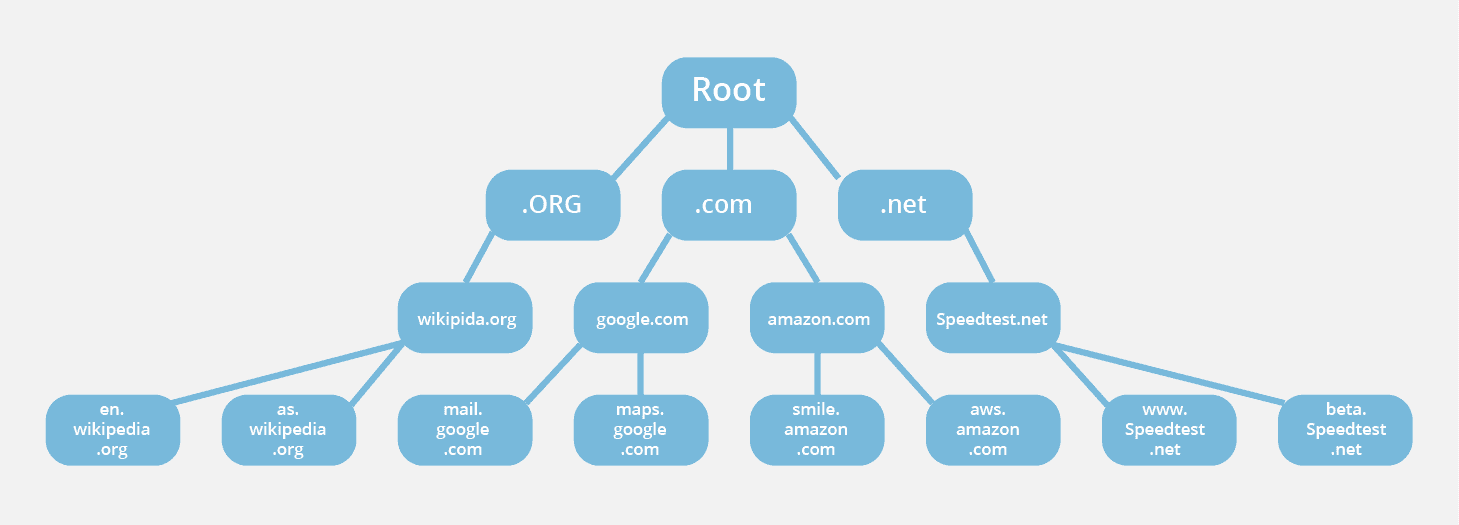 Root
.ORG
.com
.net
wikipida.org
google.com
amazon.com
Speedtest.net
en.
wikipedia
.org
as.
wikipedia
.org
mail.
google
.com
maps.
google
.com
smile.
amazon
.com
aws.
amazon
.com
www.
Speedtest
.net
beta.
Speedtest
.net